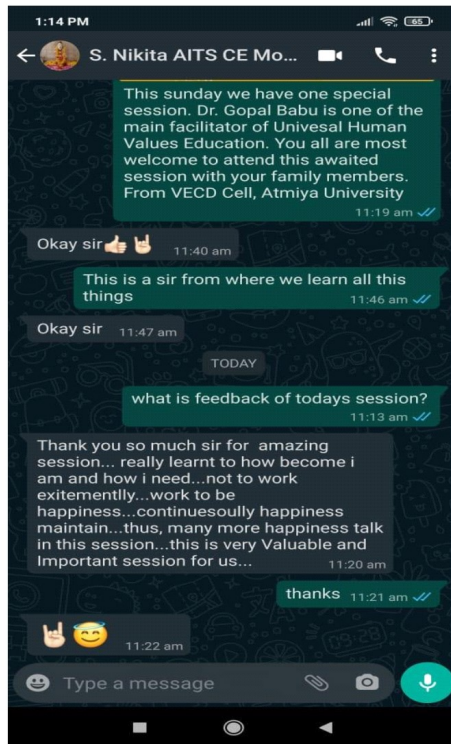 1:14 PM
65
S. Nikita AITS CE Mo...
This sunday we have one special
session. Dr. Gopal Babu is one of the
main facilitator of Univesal Human
Values Education. You all are most
welcome to attend this awaited
session with your family members.
From VECD Cell, Atmiya University
11:19 am
Okay sir👍🏻🤘🏻 11:40 am
This is a sir from where we learn all this
things
11:46 am
Okay sir 11:47 am
TODAY
what is feedback of todays session?
11:13 am
Thank you so much sir for amazing
session... really learnt to how become i
am and how i need...not to work
exitementlly...work to be
happiness...continuesoully happiness
maintain...thus, many more happiness talk
in this session...this is very Valuable and
Important session for us...
11:20 am
thanks 11:21 am
🤘🏻😇 11:22 am
Type a message